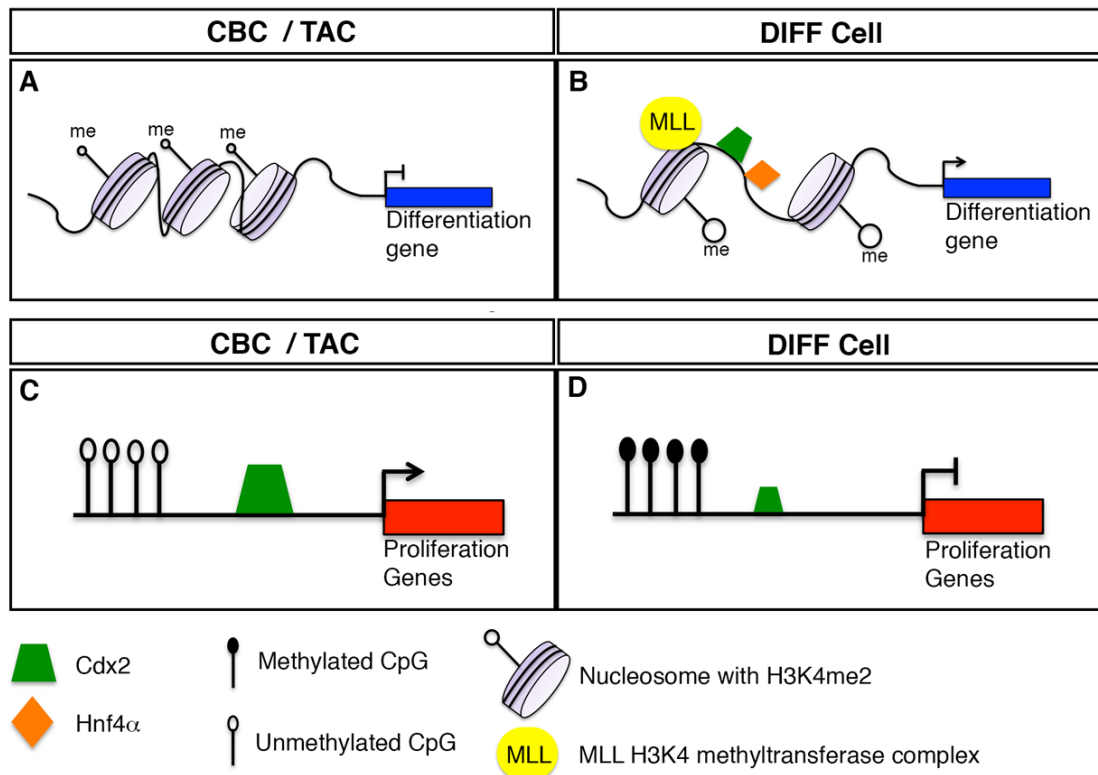 CBC / TAC
DIFF Cell
A
me
me
me
Differentiation
gene
B
MLL
me
me
Differentiation
gene
CBC / TAC
DIFF Cell
C
Proliferation
Genes
D
Proliferation
Genes
Cdx2
Hnf4α
Methylated CpG
Unmethylated CpG
Nucleosome with H3K4me2
MLL
MLL H3K4 methyltransferase complex